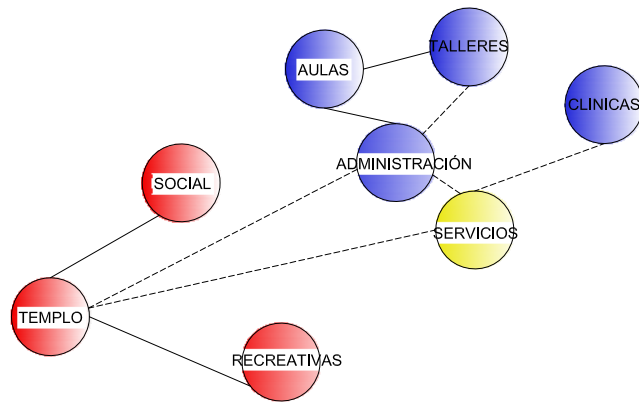 TALLERES
AULAS
CLINICAS
ADMINISTRACIÓN
SOCIAL
SERVICIOS
TEMPLO
RECREATIVAS